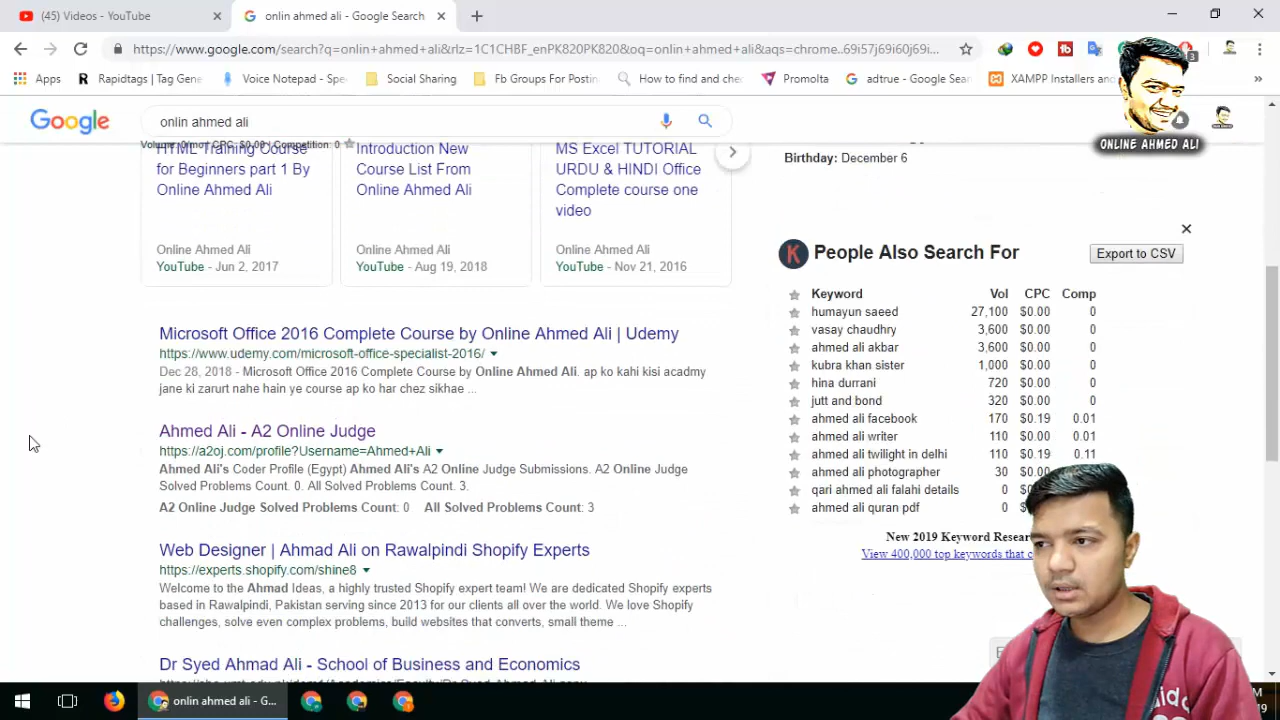 (45) Videos - YouTube
onlin ahmed ali - Google Search
https://www.google.com/search?q=onlin+ahmed+ali&rlz=1C1CHBF_enPK820PK820&oq=onlin+ahmed+ali&aqs=chrome..69i57j69i60j69i...
Apps
Rapidtags | Tag Gene
Voice Notepad - Spe
Social Sharing
Fb Groups For Posting
How to find and chec
Promolta
adtrue - Google Sear
XAMPP Installers and
3
Google
onlin ahmed ali
ONLINE AHMED ALI
HTML Training Course
for Beginners part 1 By
Online Ahmed Ali
Online Ahmed Ali
YouTube - Jun 2, 2017
Introduction New
Course List From
Online Ahmed Ali
Online Ahmed Ali
YouTube - Aug 19, 2018
MS Excel TUTORIAL
URDU & HINDI Office
Complete course one
video
Online Ahmed Ali
YouTube - Nov 21, 2016
Microsoft Office 2016 Complete Course by Online Ahmed Ali | Udemy
https://www.udemy.com/microsoft-office-specialist-2016/
Dec 28, 2018 - Microsoft Office 2016 Complete Course by Online Ahmed Ali. ap ko kahi kisi acadmy
jane ki zarurt nahe hain ye course ap ko har chez sikhae ...
Ahmed Ali - A2 Online Judge
https://a2oj.com/profile?Username=Ahmed+Ali
Ahmed Ali's Coder Profile (Egypt) Ahmed Ali's A2 Online Judge Submissions. A2 Online Judge
Solved Problems Count. 0. All Solved Problems Count. 3.
A2 Online Judge Solved Problems Count: 0 All Solved Problems Count: 3
Web Designer | Ahmad Ali on Rawalpindi Shopify Experts
https://experts.shopify.com/shine8
Welcome to the Ahmad Ideas, a highly trusted Shopify expert team! We are dedicated Shopify experts
based in Rawalpindi, Pakistan serving since 2013 for our clients all over the world. We love Shopify
challenges, solve even complex problems, build websites that converts, small theme ...
Dr Syed Ahmad Ali - School of Business and Economics
Birthday: December 6
K People Also Search For
Export to CSV
Keyword Vol CPC Comp
humayun saeed 27,100 $0.00 0
vasay chaudhry 3,600 $0.00 0
ahmed ali akbar 3,600 $0.00 0
kubra khan sister 1,000 $0.00 0
hina durrani 720 $0.00 0
jutt and bond 320 $0.00 0
ahmed ali facebook 170 $0.19 0.01
ahmed ali writer 110 $0.00 0.01
ahmed ali twilight in delhi 110 $0.19 0.11
ahmed ali photographer 30 $0.00
qari ahmed ali falahi details 0
ahmed ali quran pdf 0
New 2019 Keyword
View 400,000 top keywords that
onlin ahmed ali - G...